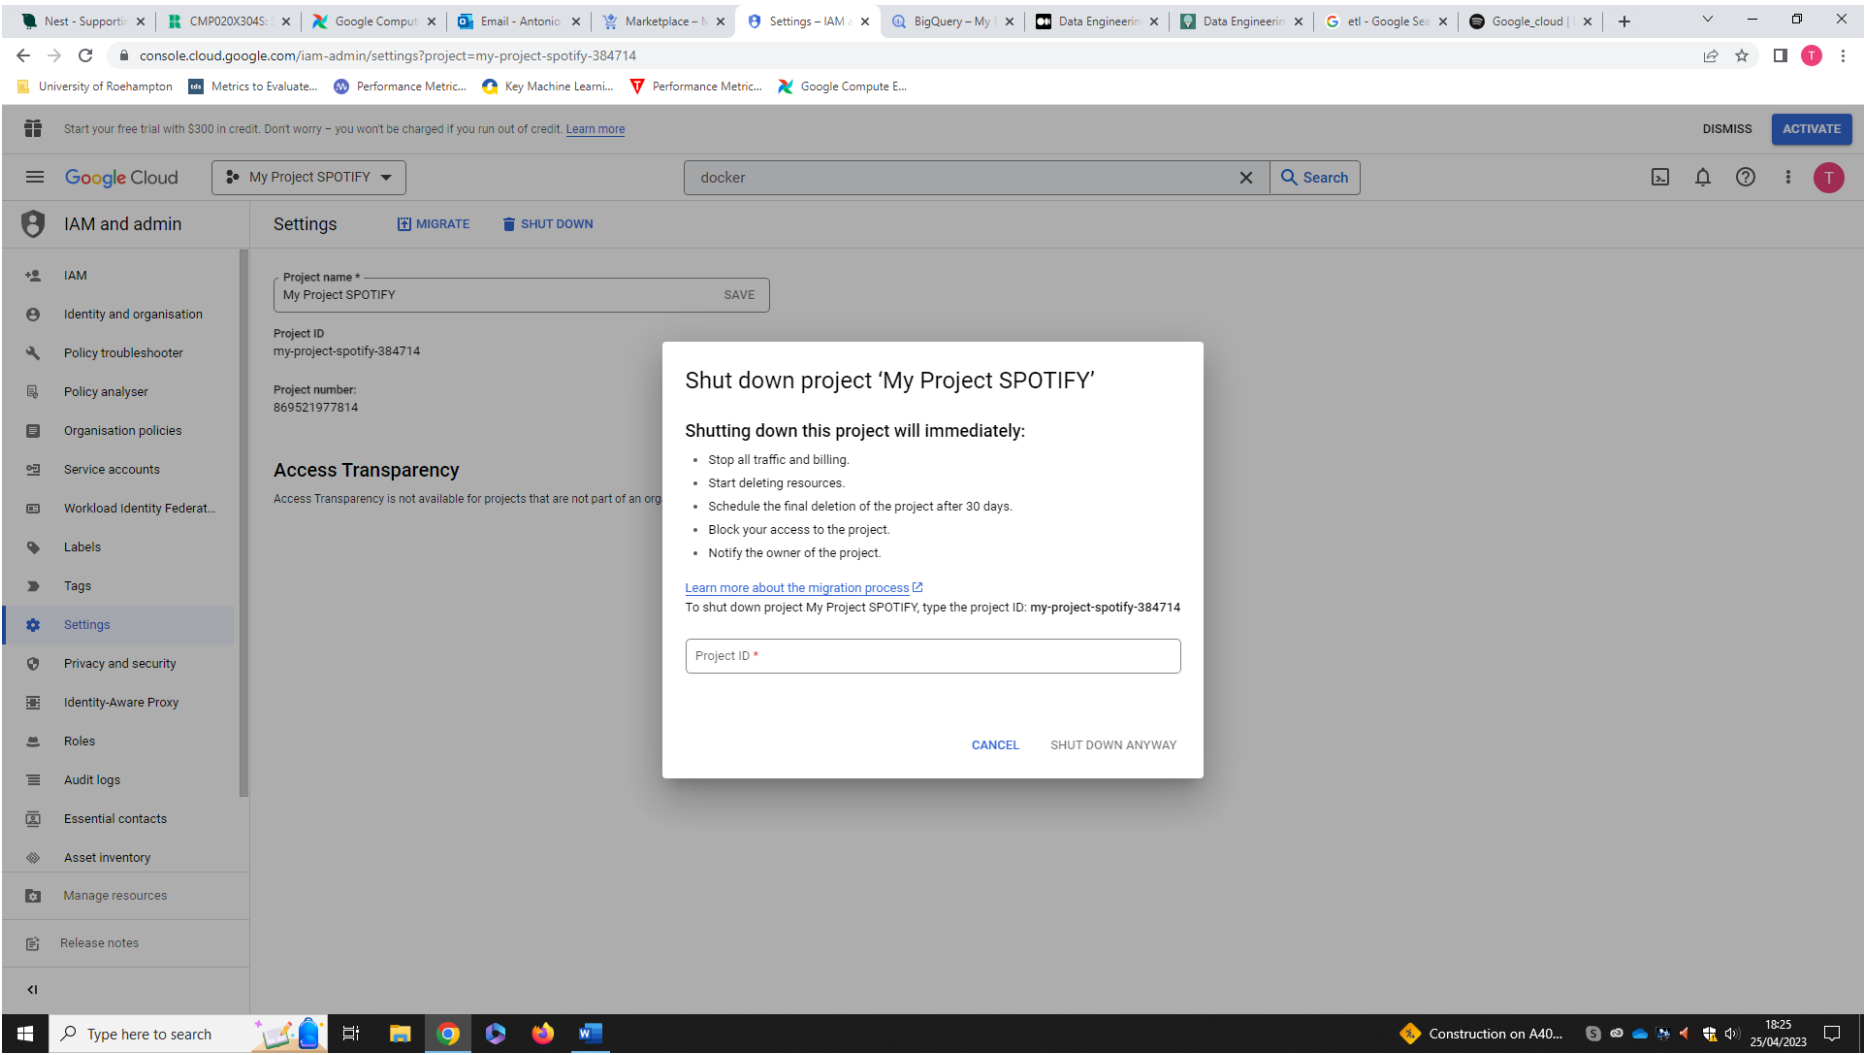 Nest - Supportin
CMP020X304S:
Google Comput
Email - Antonio
Marketplace – M
Settings – IAM a
BigQuery – My
Data Engineerin
Data Engineerin
etl - Google Sea
Google_cloud |
console.cloud.google.com/iam-admin/settings?project=my-project-spotify-384714
T
University of Roehampton
tds
Metrics to Evaluate...
Performance Metric...
Key Machine Learni...
Performance Metric...
Google Compute E...
Start your free trial with $300 in credit. Don't worry – you won't be charged if you run out of credit. Learn more
DISMISS
ACTIVATE
Google Cloud
My Project SPOTIFY
docker
Search
T
IAM and admin
Settings
MIGRATE
SHUT DOWN
IAM
Identity and organisation
Policy troubleshooter
Policy analyser
Organisation policies
Service accounts
Workload Identity Federat...
Labels
Tags
Settings
Privacy and security
Identity-Aware Proxy
Roles
Audit logs
Essential contacts
Asset inventory
Manage resources
Release notes
Project name *
My Project SPOTIFY
SAVE
Project ID
my-project-spotify-384714
Project number:
869521977814
Access Transparency
Access Transparency is not available for projects that are not part of an org
Shut down project ‘My Project SPOTIFY’
Shutting down this project will immediately:
• Stop all traffic and billing.
• Start deleting resources.
• Schedule the final deletion of the project after 30 days.
• Block your access to the project.
• Notify the owner of the project.
Learn more about the migration process
To shut down project My Project SPOTIFY, type the project ID: my-project-spotify-384714
Project ID *
CANCEL
SHUT DOWN ANYWAY
Type here to search
Construction on A40...
18:25
25/04/2023